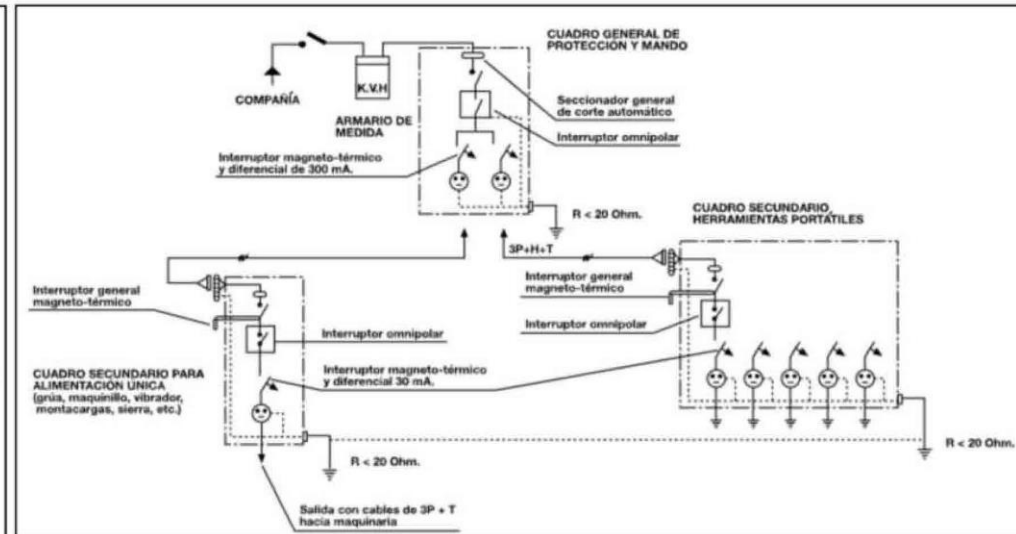 CUADRO GENERAL DE
PROTECCIÓN Y MANDO
COMPAÑÍA
K.V.H
ARMARIO DE
MEDIDA
Seccionador general
de corte automático
Interruptor omnipolar
Interruptor magneto-térmico
y diferencial de 300 mA.
R < 20 Ohm.
CUADRO SECUNDARIO,
HERRAMIENTAS PORTÁTILES
3P+H+T
Interruptor general
magneto-térmico
Interruptor general
magneto-térmico
Interruptor omnipolar
Interruptor omnipolar
CUADRO SECUNDARIO PARA
ALIMENTACIÓN ÚNICA
(grúa, maquinillo, vibrador,
montacargas, sierra, etc.)
Interruptor magneto-térmico
y diferencial 30 mA.
R < 20 Ohm.
R < 20 Ohm.
Salida con cables de 3P + T
hacia maquinaria